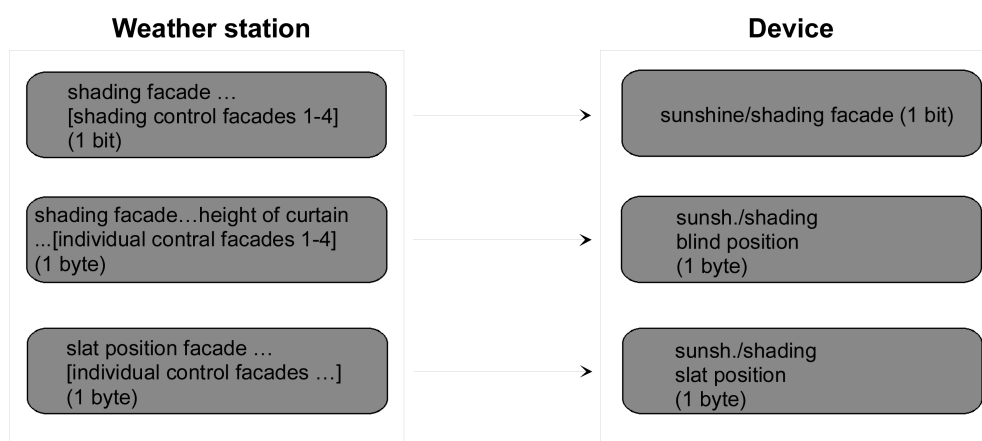 Weather station
Device
shading facade …
[shading control facades 1-4]
(1 bit)
sunshine/shading facade (1 bit)
shading facade…height of curtain
...[individual contral facades 1-4]
(1 byte)
sunsh./shading
blind position
(1 byte)
slat position facade …
[individual control facades …]
(1 byte)
sunsh./shading
slat position
(1 byte)